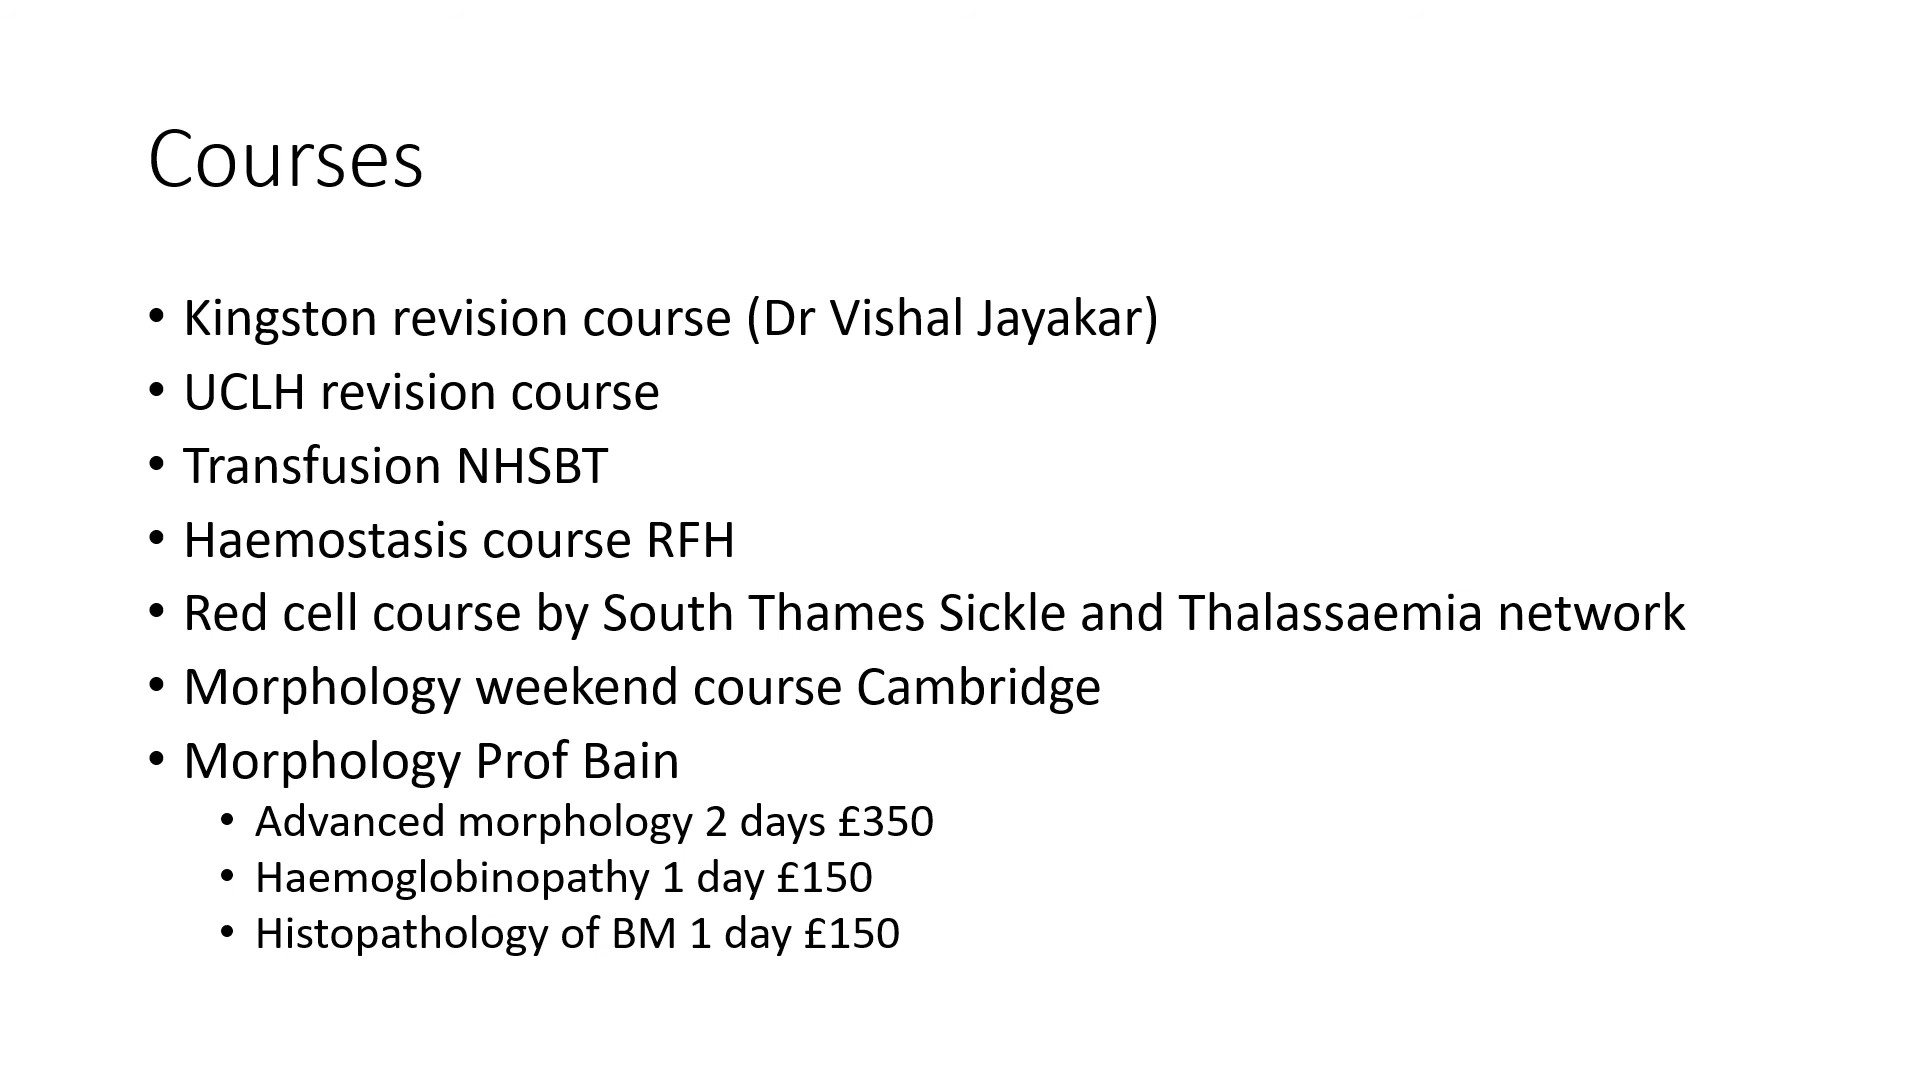 Courses
• Kingston revision course (Dr Vishal Jayakar)
• UCLH revision course
• Transfusion NHSBT
• Haemostasis course RFH
• Red cell course by South Thames Sickle and Thalassaemia network
• Morphology weekend course Cambridge
• Morphology Prof Bain
• Advanced morphology 2 days £350
• Haemoglobinopathy 1 day £150
• Histopathology of BM 1 day £150